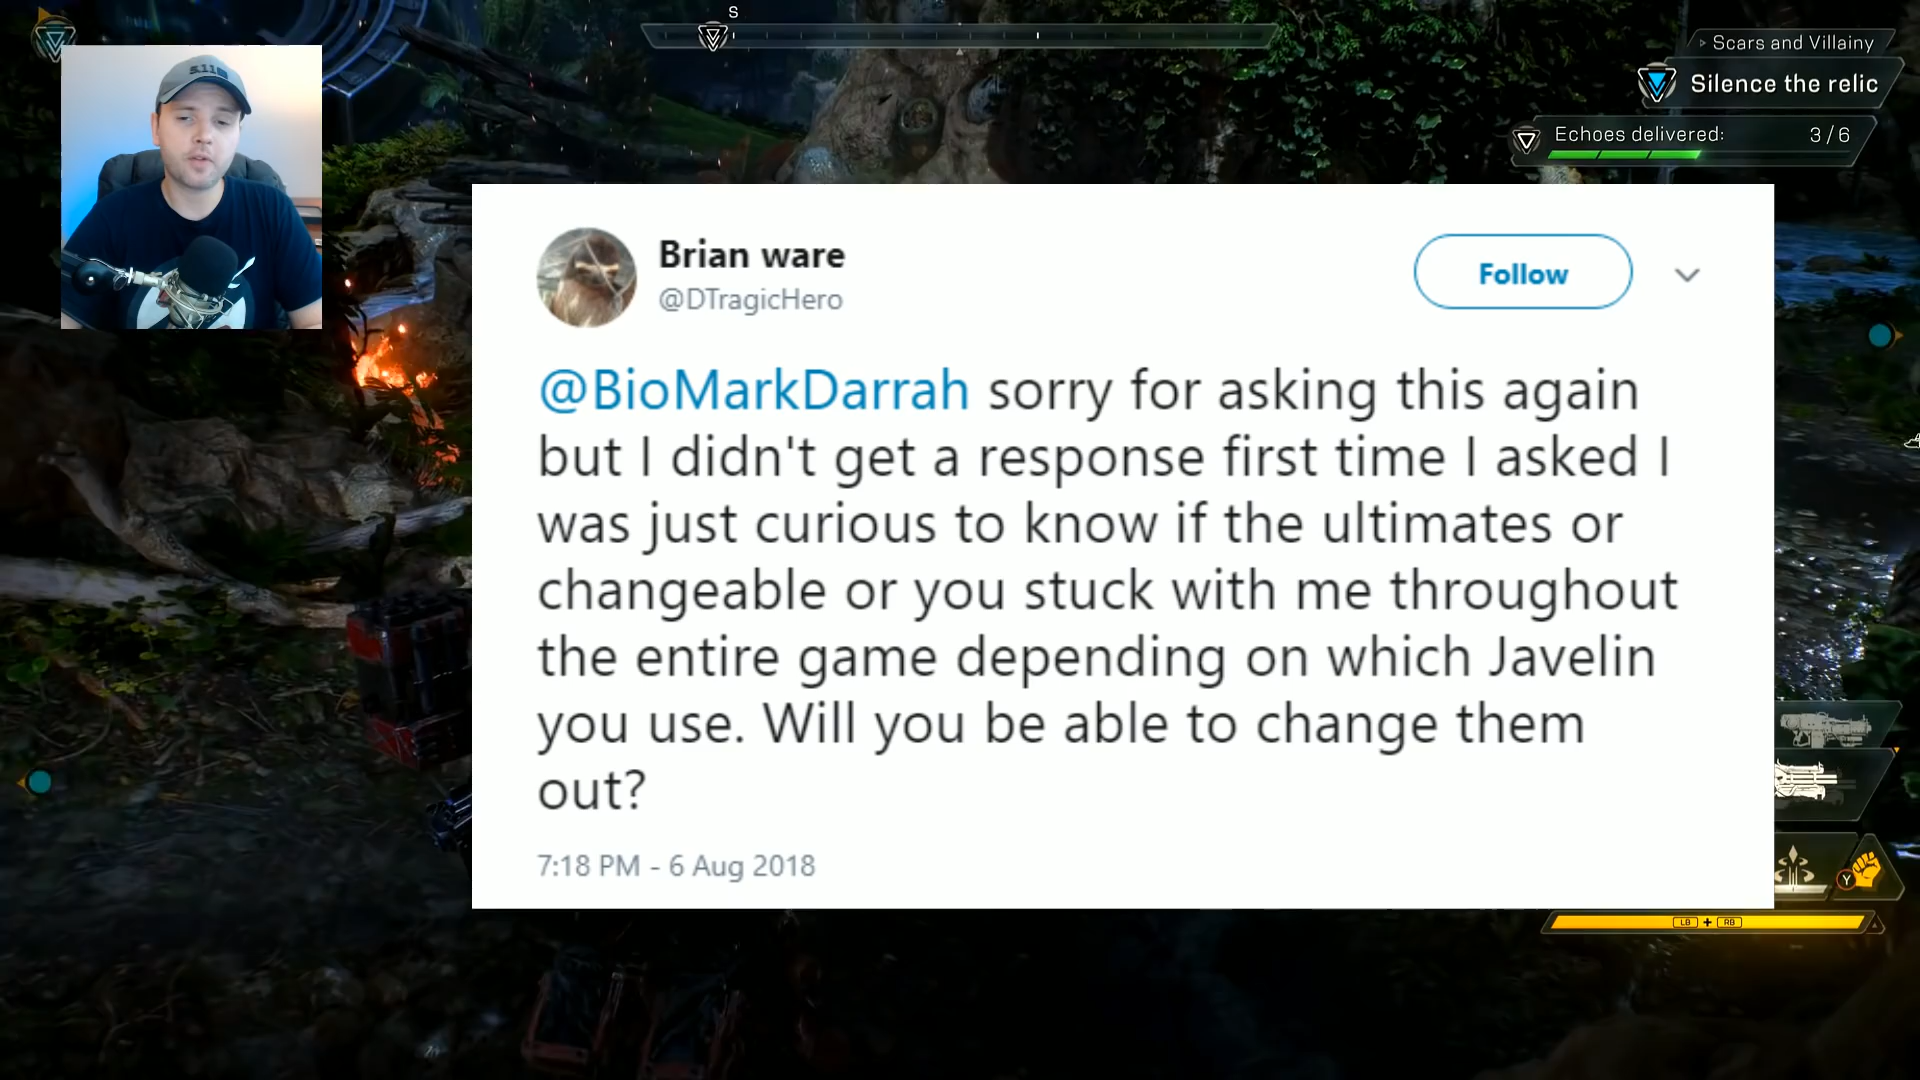 S
Scars and Villainy
Silence the relic
Echoes delivered: 3/6
5.11
Brian ware
@DTragicHero
Follow
@BioMarkDarrah sorry for asking this again
but I didn't get a response first time I asked I
was just curious to know if the ultimates or
changeable or you stuck with me throughout
the entire game depending on which Javelin
you use. Will you be able to change them
out?
7:18 PM - 6 Aug 2018
Y
LB + RB